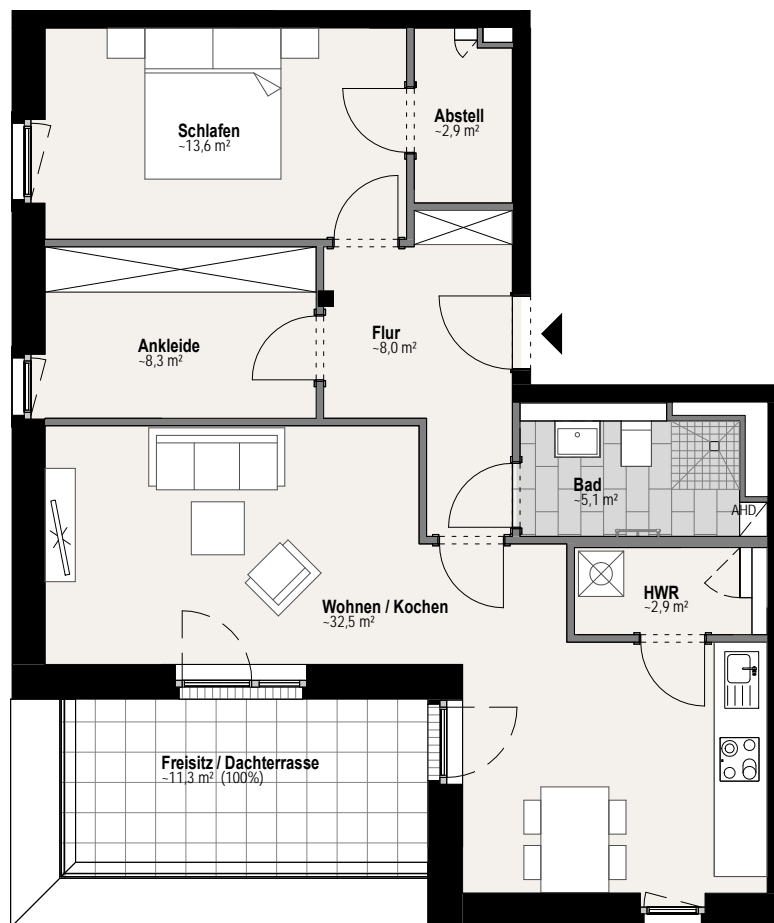 Schlafen
~13,6 m²
Abstell
~2,9 m²
Ankleide
~8,3 m²
Flur
~8,0 m²
Bad
~5,1 m²
AHD
HWR
~2,9 m²
Wohnen / Kochen
~32,5 m²
Freisitz / Dachterrasse
~11,3 m² (100%)